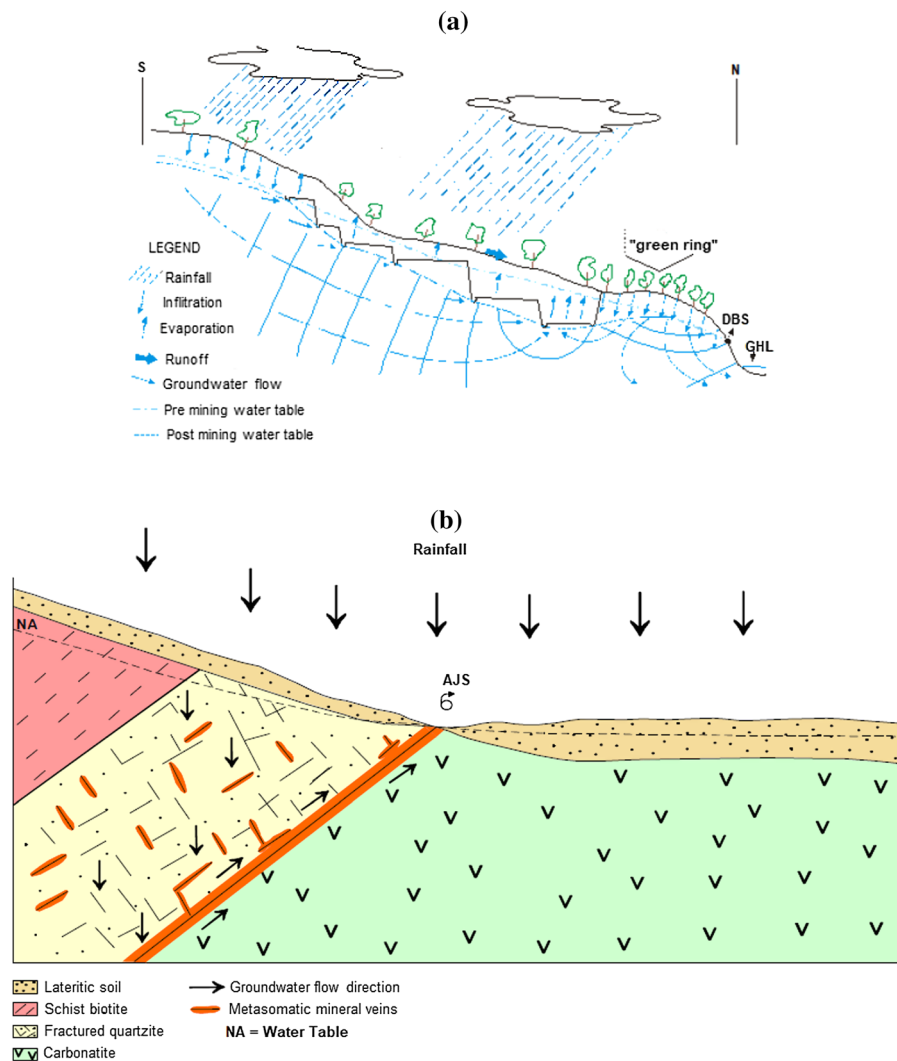 (a)
S
N
"green ring"
DBS
GHL
LEGEND
Rainfall
Inflitration
Evaporation
Runoff
Groundwater flow
Pre mining water table
Post mining water table
(b)
Rainfall
NA
AJS
Lateritic soil
Schist biotite
Fractured quartzite
Carbonatite
Groundwater flow direction
Metasomatic mineral veins
NA = Water Table